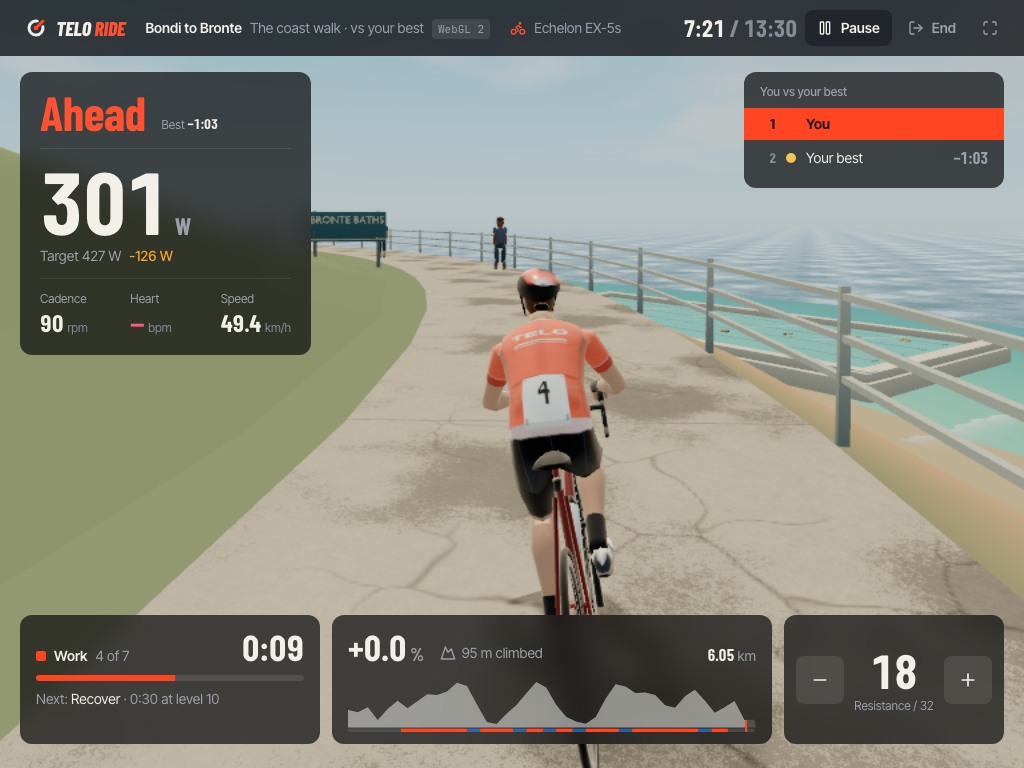 TELO RIDE Bondi to Bronte The coast walk · vs your best WebGL 2 Echelon EX-5s 7:21 / 13:30 Pause End
Ahead Best −1:03
301 W
Target 427 W -126 W
Cadence Heart Speed
90 rpm — bpm 49.4 km/h
You vs your best
1 You
2 Your best −1:03
BRONTE BATHS
TELO
4
Work 4 of 7 0:09
Next: Recover · 0:30 at level 10
+0.0 % 95 m climbed 6.05 km
− 18 +
Resistance / 32